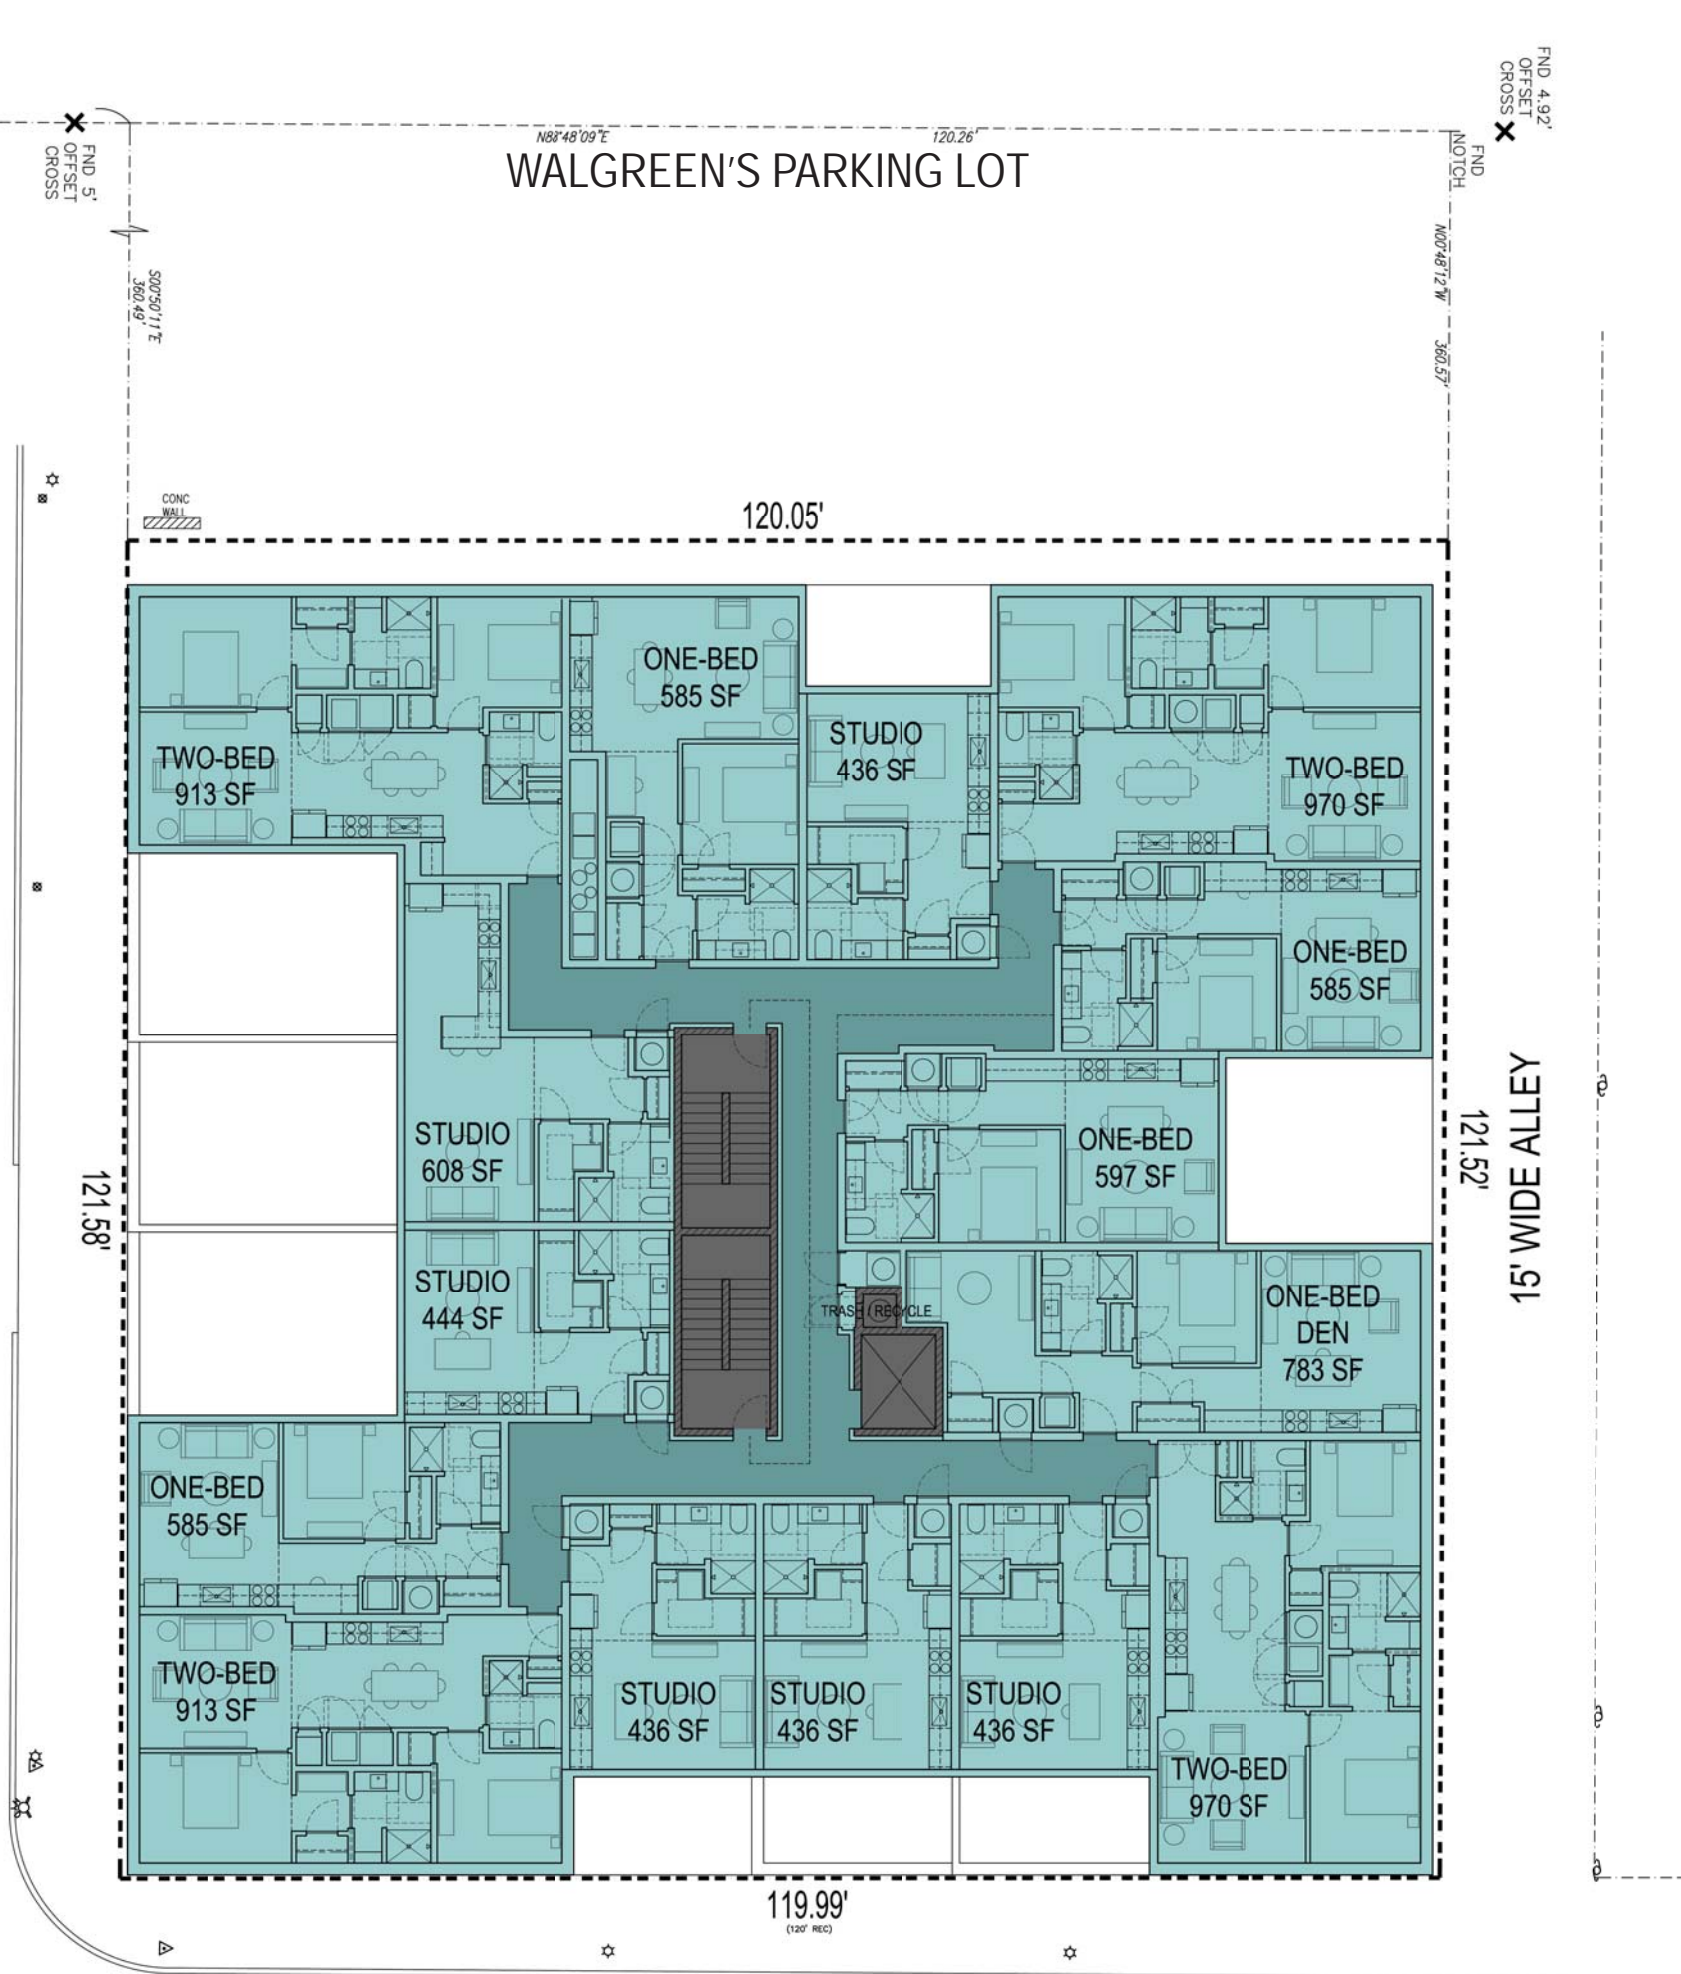 FND 4.92'
OFFSET
CROSS
FND 5'
OFFSET
CROSS
N88°48'09"E
120.26'
FND
NOTCH
WALGREEN'S PARKING LOT
S00°50'11"E
360.49'
N00°48'12"W
360.57'
CONC
WALL
120.05'
ONE-BED
585 SF
STUDIO
436 SF
TWO-BED
913 SF
TWO-BED
970 SF
ONE-BED
585 SF
STUDIO
608 SF
ONE-BED
597 SF
121.58'
121.52'
15' WIDE ALLEY
STUDIO
444 SF
TRASH / RECYCLE
ONE-BED
DEN
783 SF
ONE-BED
585 SF
TWO-BED
913 SF
STUDIO
436 SF
STUDIO
436 SF
STUDIO
436 SF
TWO-BED
970 SF
119.99'
(120' REC)